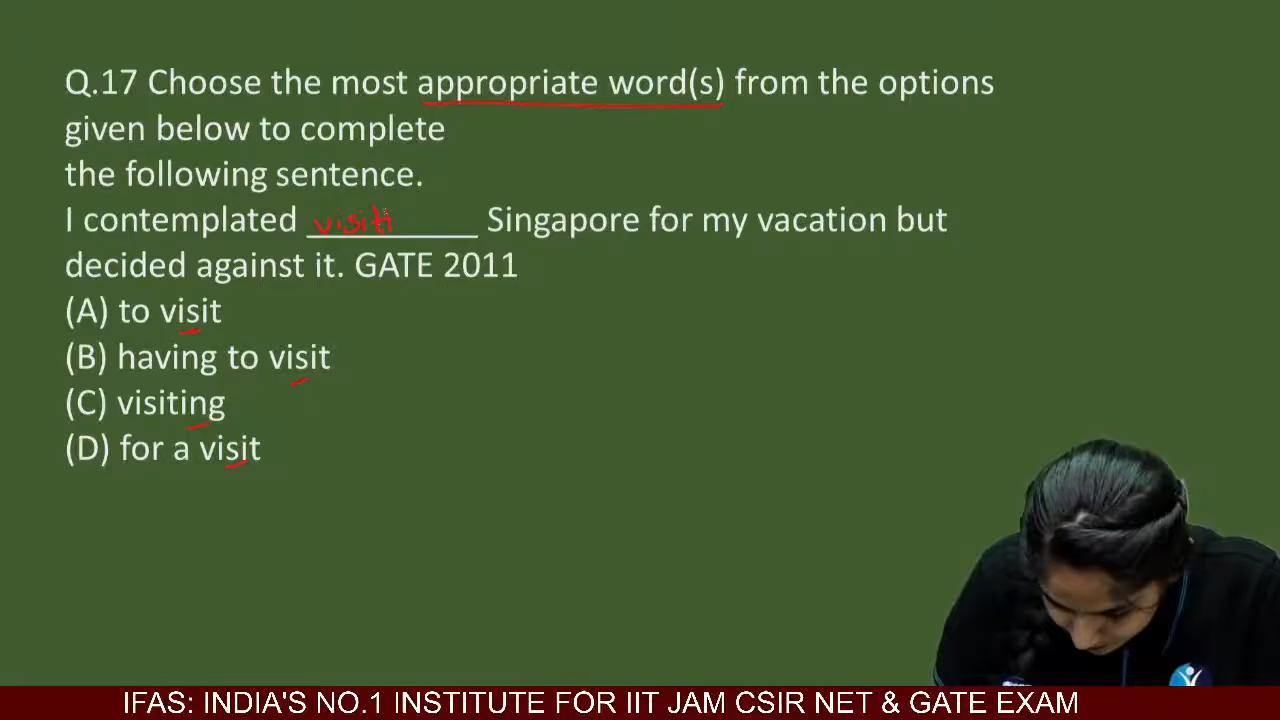 Q.17 Choose the most appropriate word(s) from the options
given below to complete
the following sentence.
I contemplated visiti Singapore for my vacation but
decided against it. GATE 2011
(A) to visit
(B) having to visit
(C) visiting
(D) for a visit
IFAS: INDIA'S NO.1 INSTITUTE FOR IIT JAM CSIR NET & GATE EXAM